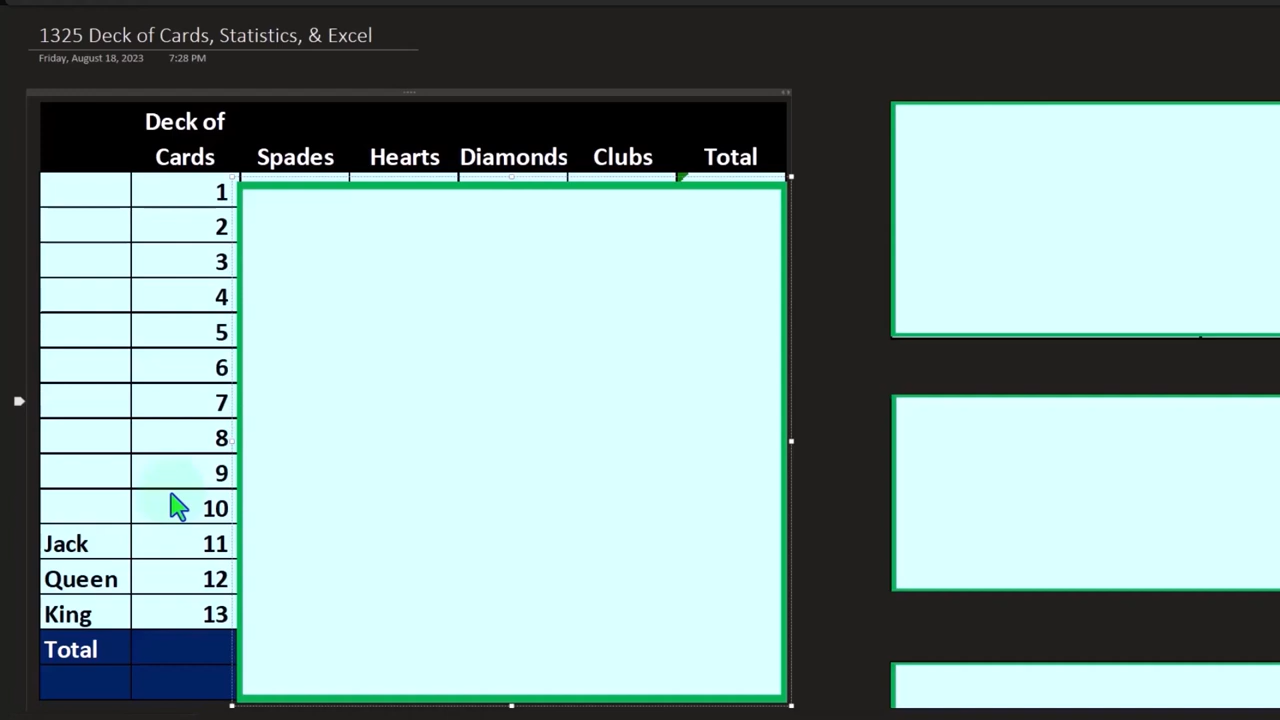 1325 Deck of Cards, Statistics, & Excel
Friday, August 18, 2023 7:28 PM
Deck of
Cards Spades Hearts Diamonds Clubs Total
1
2
3
4
5
6
7
8
9
10
Jack 11
Queen 12
King 13
Total